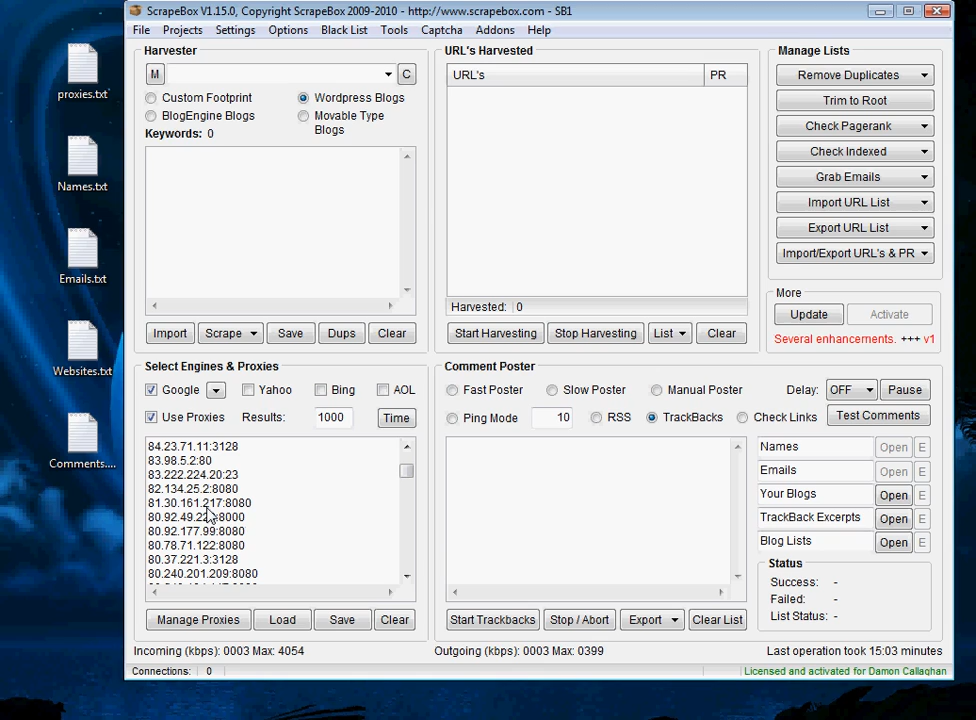 ScrapeBox V1.15.0, Copyright ScrapeBox 2009-2010 - http://www.scrapebox.com - SB1
File Projects Settings Options Black List Tools Captcha Addons Help
proxies.txt
Names.txt
Emails.txt
Websites.txt
Comments....
Harvester
M C
Custom Footprint Wordpress Blogs
BlogEngine Blogs Movable Type
Blogs
Keywords: 0
Import Scrape Save Dups Clear
URL's Harvested
URL's PR
Harvested: 0
Start Harvesting Stop Harvesting List Clear
Manage Lists
Remove Duplicates
Trim to Root
Check Pagerank
Check Indexed
Grab Emails
Import URL List
Export URL List
Import/Export URL's & PR
More
Update Activate
Several enhancements. +++ v1
Select Engines & Proxies
Google Yahoo Bing AOL
Use Proxies Results: 1000 Time
84.23.71.11:3128
83.98.5.2:80
83.222.224.20:23
82.134.25.2:8080
81.30.161.217:8080
80.92.177.99:8080
80.78.71.122:8080
80.37.221.3:3128
80.240.201.209:8080
Manage Proxies Load Save Clear
Comment Poster
Fast Poster Slow Poster Manual Poster Delay: OFF Pause
Ping Mode 10 RSS TrackBacks Check Links Test Comments
Names Open E
Emails Open E
Your Blogs Open E
TrackBack Excerpts Open E
Blog Lists Open E
Status
Success: -
Failed: -
List Status: -
Start Trackbacks Stop / Abort Export Clear List
Incoming (kbps): 0003 Max: 4054 Outgoing (kbps): 0003 Max: 0399 Last operation took 15:03 minutes
Connections: 0 Licensed and activated for Damon Callaghan